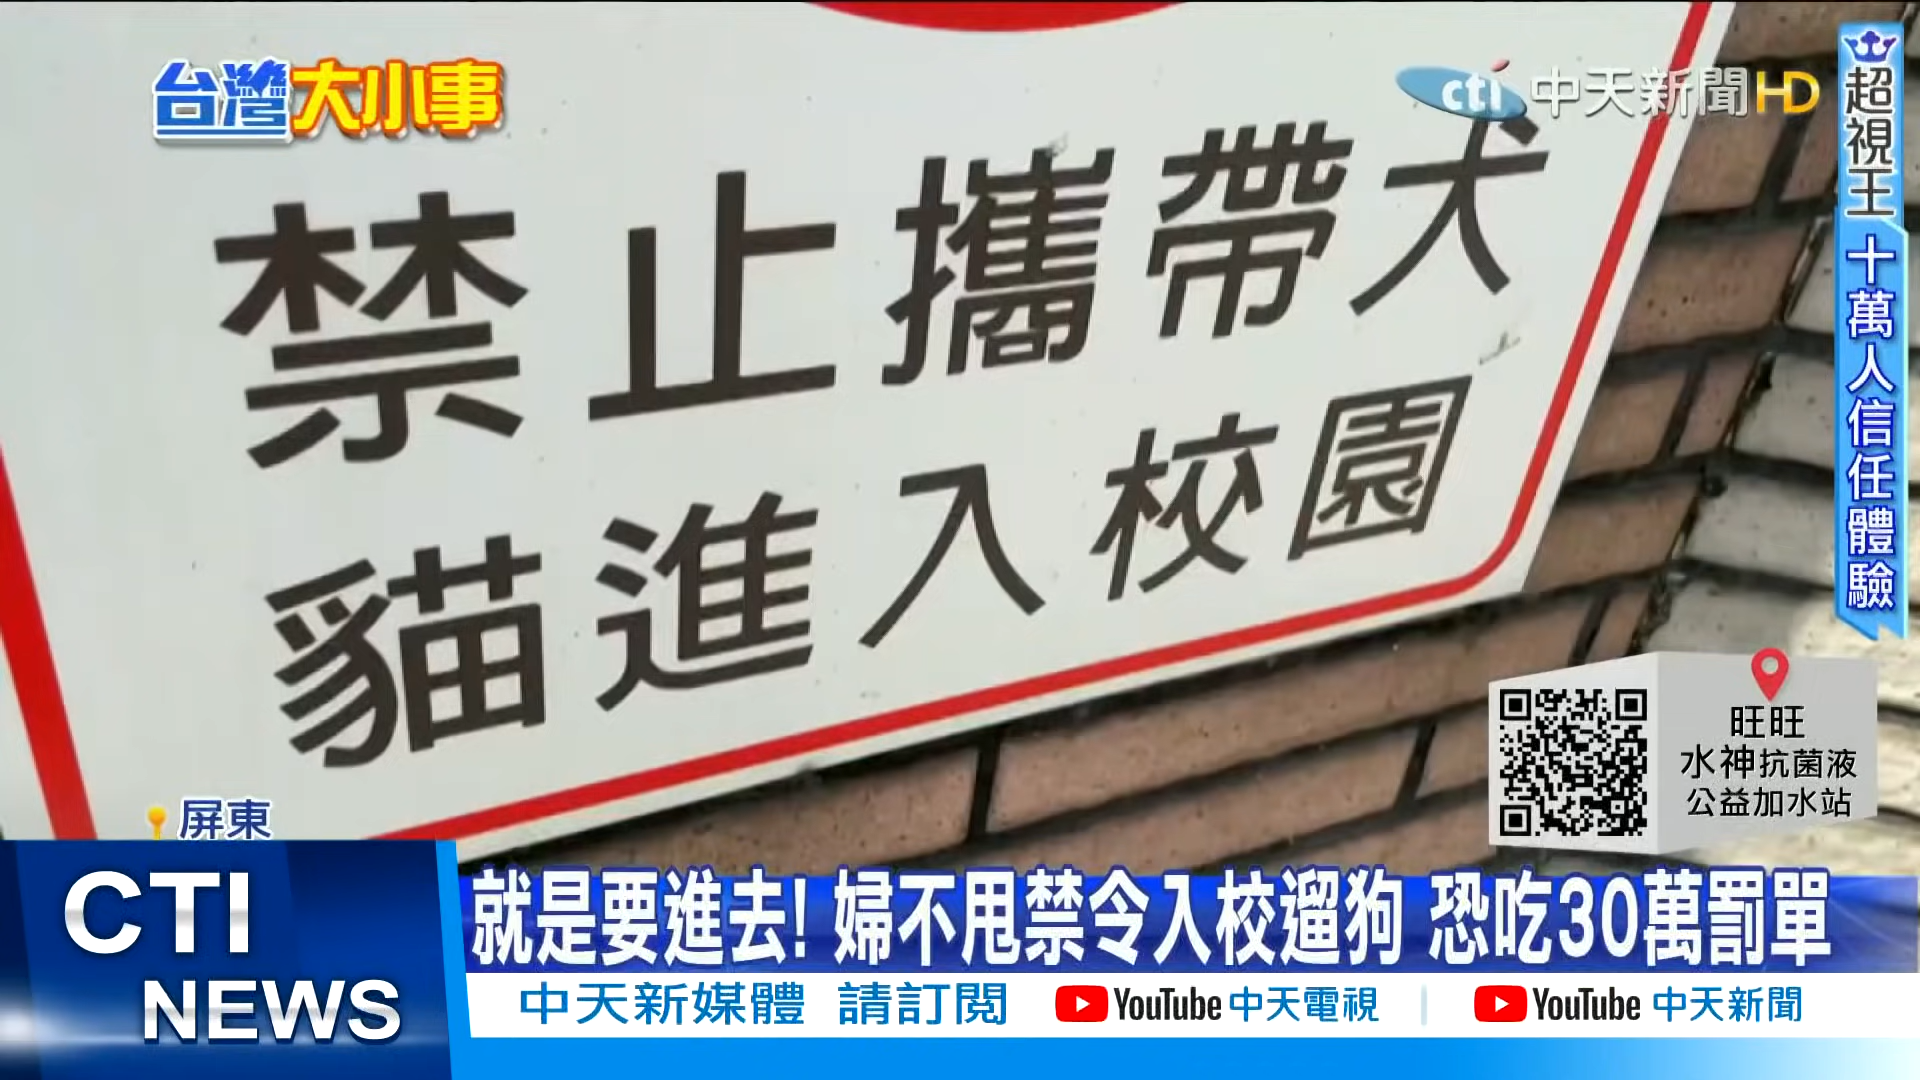 台灣大小事
cti 中天新聞HD
超視王 十萬人信任體驗
禁止攜帶犬
貓進入校園
旺旺
水神抗菌液
公益加水站
屏東
CTI
NEWS
就是要進去! 婦不甩禁令入校遛狗 恐吃30萬罰單
中天新媒體 請訂閱 YouTube 中天電視 | YouTube 中天新聞